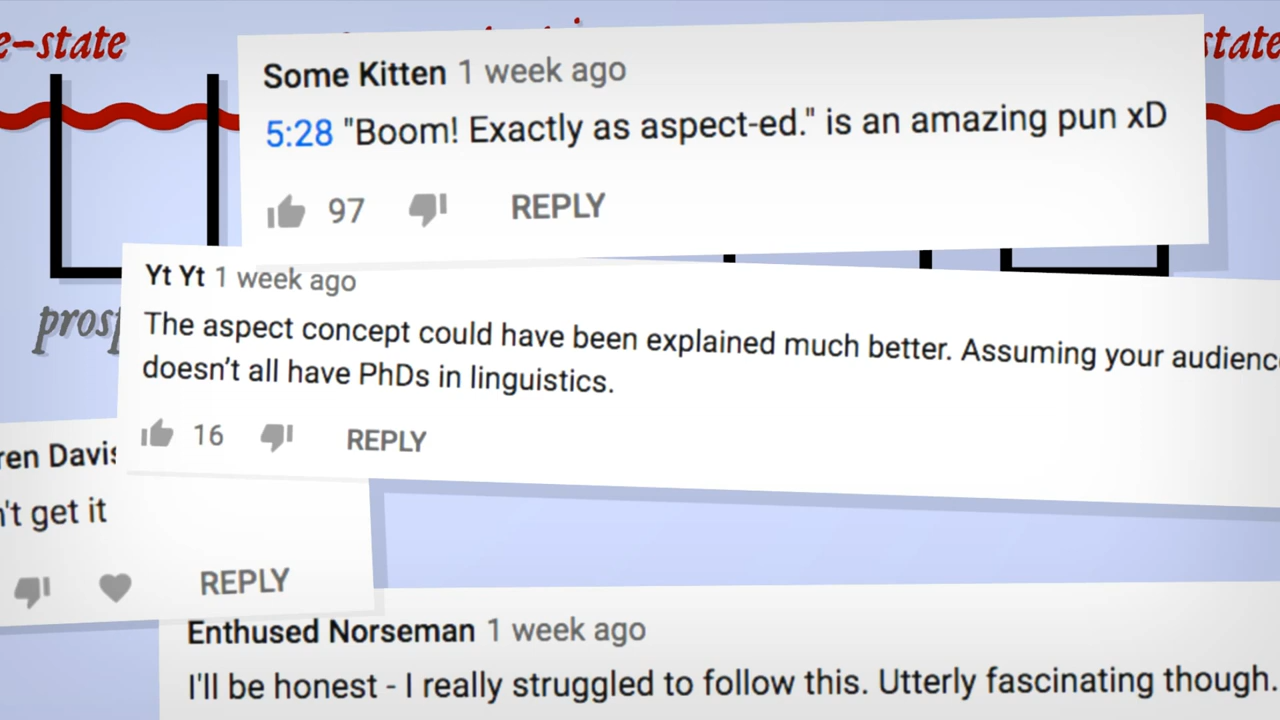 e-state
state
Some Kitten 1 week ago
5:28 "Boom! Exactly as aspect-ed." is an amazing pun xD
97 REPLY
Yt Yt 1 week ago
The aspect concept could have been explained much better. Assuming your audienc
doesn't all have PhDs in linguistics.
16 REPLY
prosp
ren Davis
n't get it
REPLY
Enthused Norseman 1 week ago
I'll be honest - I really struggled to follow this. Utterly fascinating though.